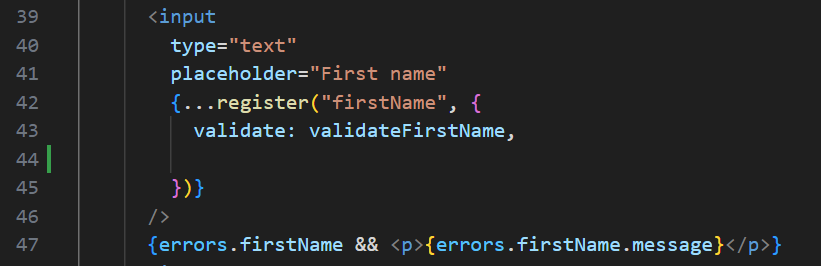 39 <input
40 type="text"
41 placeholder="First name"
42 {...register("firstName", {
43 validate: validateFirstName,
44
45 })}
46 />
47 {errors.firstName && <p>{errors.firstName.message}</p>}